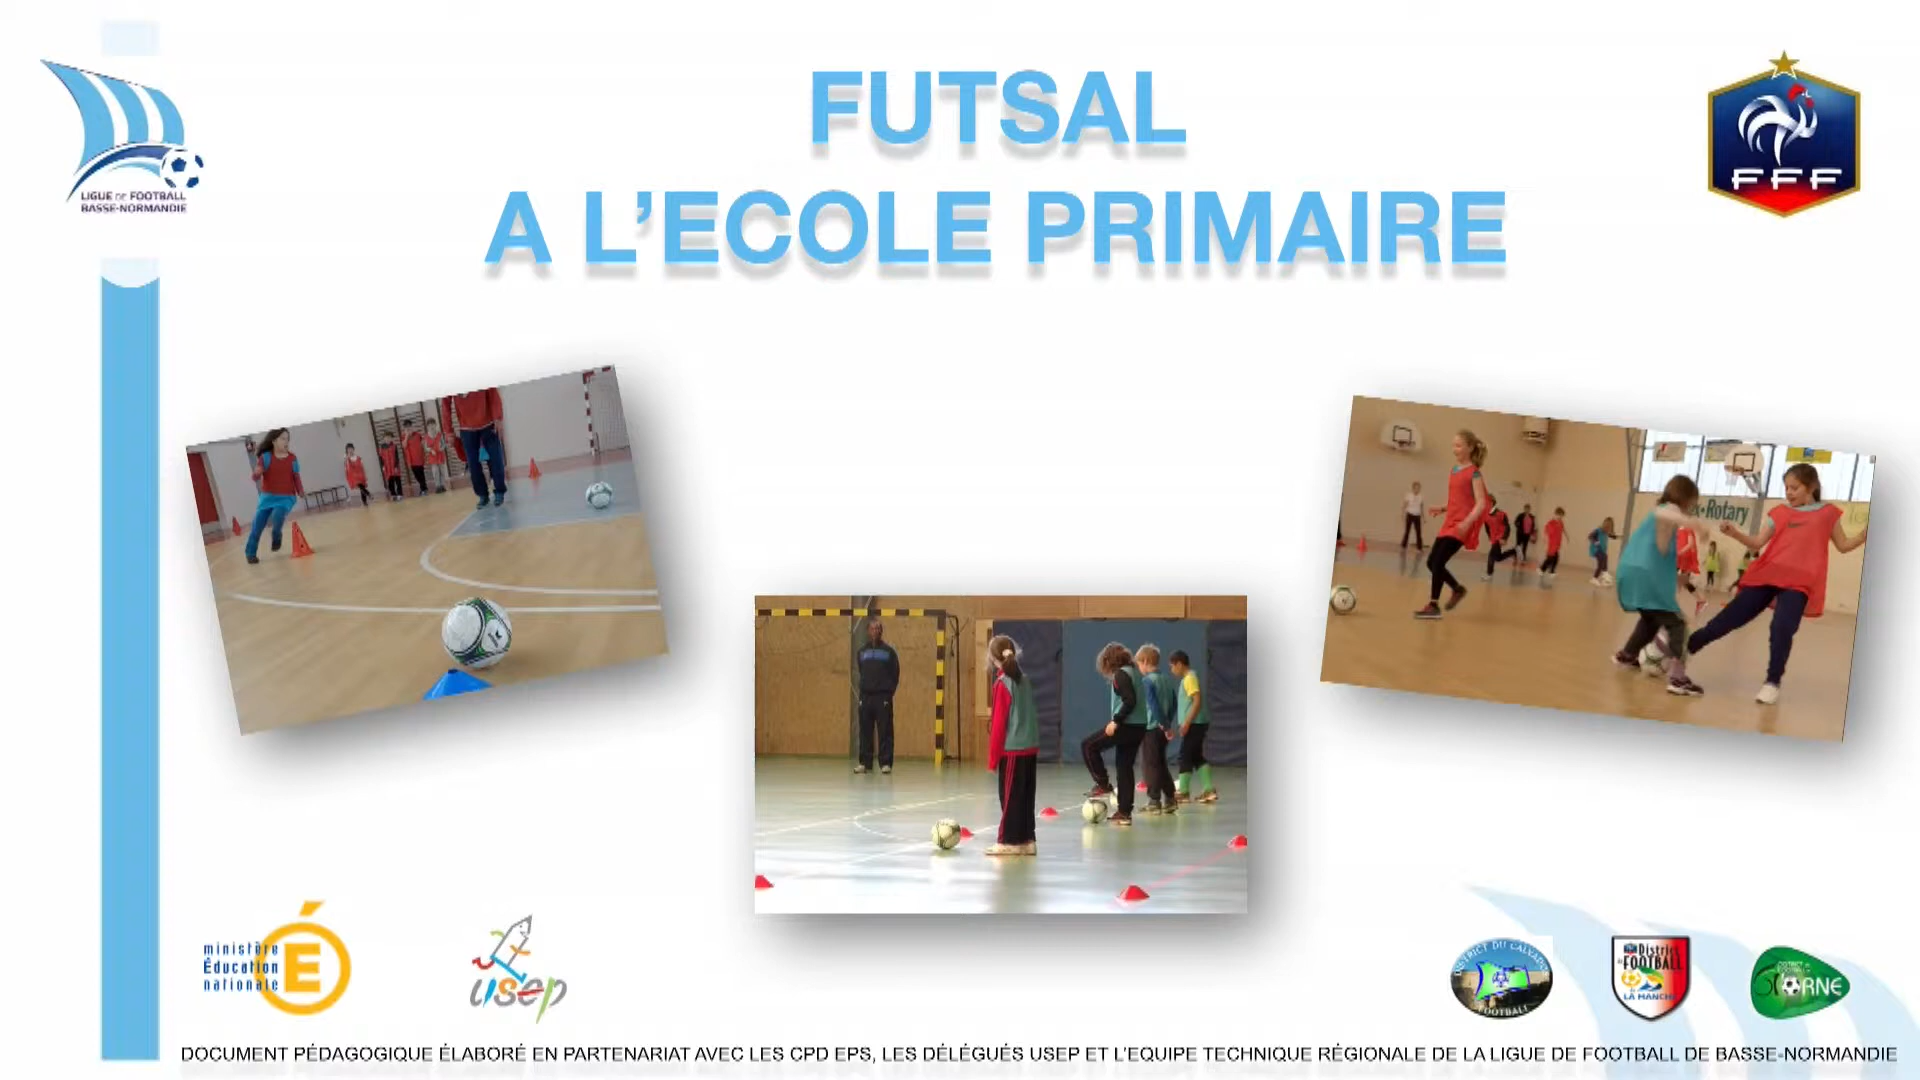 FUTSAL
A L'ECOLE PRIMAIRE
LIGUE DE FOOTBALL
BASSE-NORMANDIE
FFF
Rotary
ministère
Éducation
nationale
É
usep
DISTRICT DU CALVADOS
FOOTBALL
District
FOOTBALL
LA MANCHE
ORNE
DOCUMENT PÉDAGOGIQUE ÉLABORÉ EN PARTENARIAT AVEC LES CPD EPS, LES DÉLÉGUÉS USEP ET L'EQUIPE TECHNIQUE RÉGIONALE DE LA LIGUE DE FOOTBALL DE BASSE-NORMANDIE